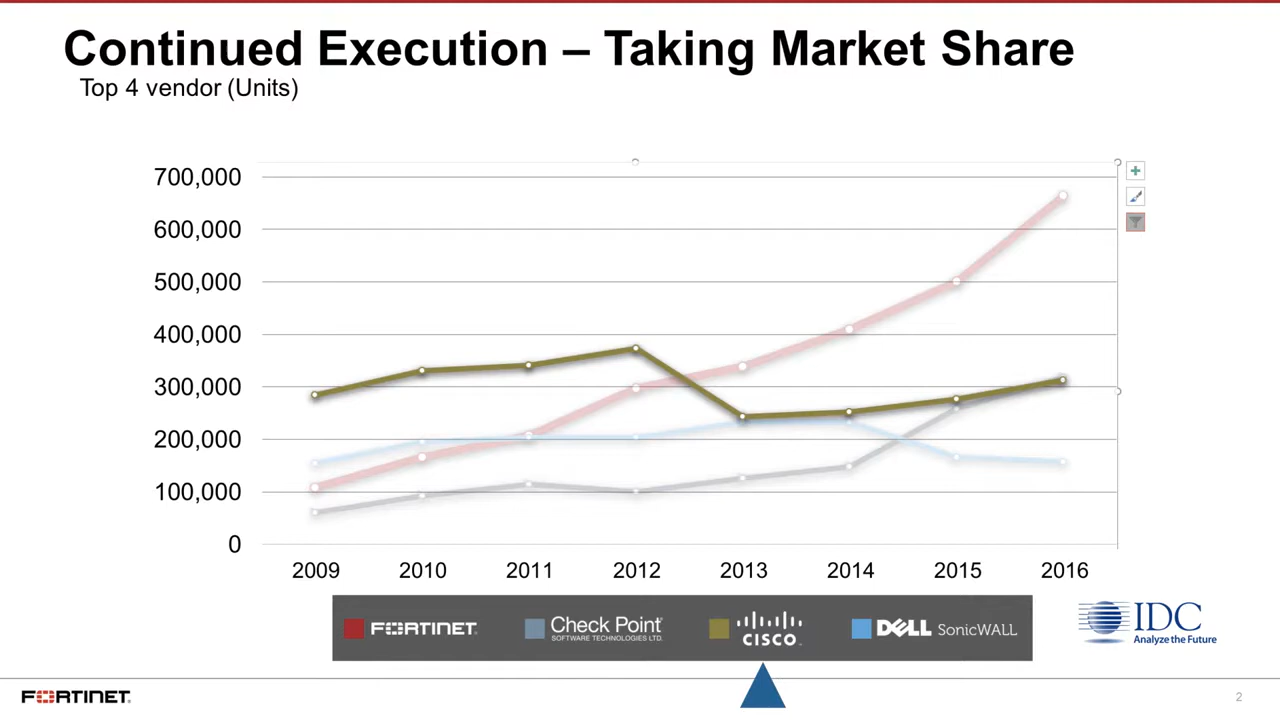 Continued Execution – Taking Market Share
Top 4 vendor (Units)
700,000
600,000
500,000
400,000
300,000
200,000
100,000
0
2009 2010 2011 2012 2013 2014 2015 2016
FORTINET
Check Point
SOFTWARE TECHNOLOGIES LTD.
CISCO
DELL SonicWALL
IDC
Analyze the Future
FORTINET
2